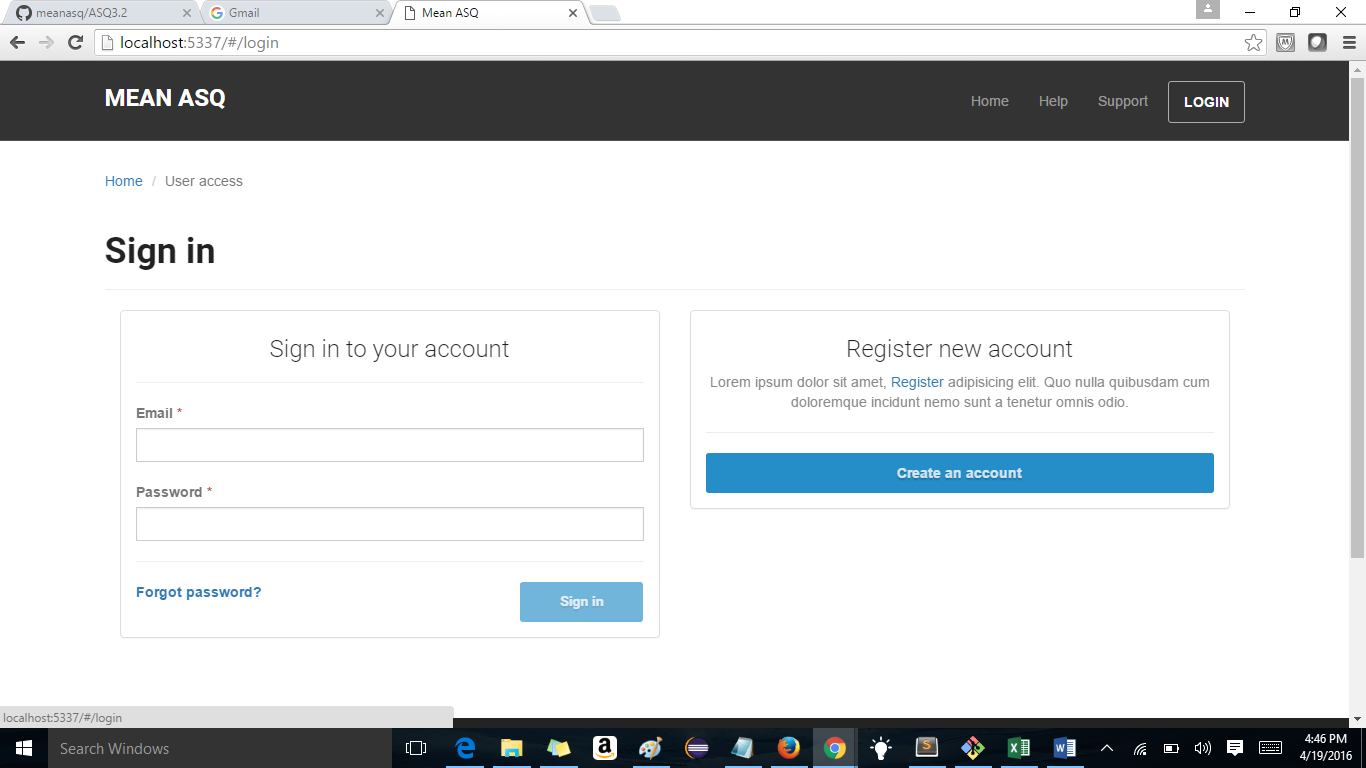 meanasq/ASQ3.2
Gmail
Mean ASQ
localhost:5337/#/login
MEAN ASQ
Home
Help
Support
LOGIN
Home / User access
Sign in
Sign in to your account
Email *
Password *
Forgot password?
Sign in
Register new account
Lorem ipsum dolor sit amet, Register adipisicing elit. Quo nulla quibusdam cum
doloremque incidunt nemo sunt a tenetur omnis odio.
Create an account
localhost:5337/#/login
Search Windows
4:46 PM
4/19/2016